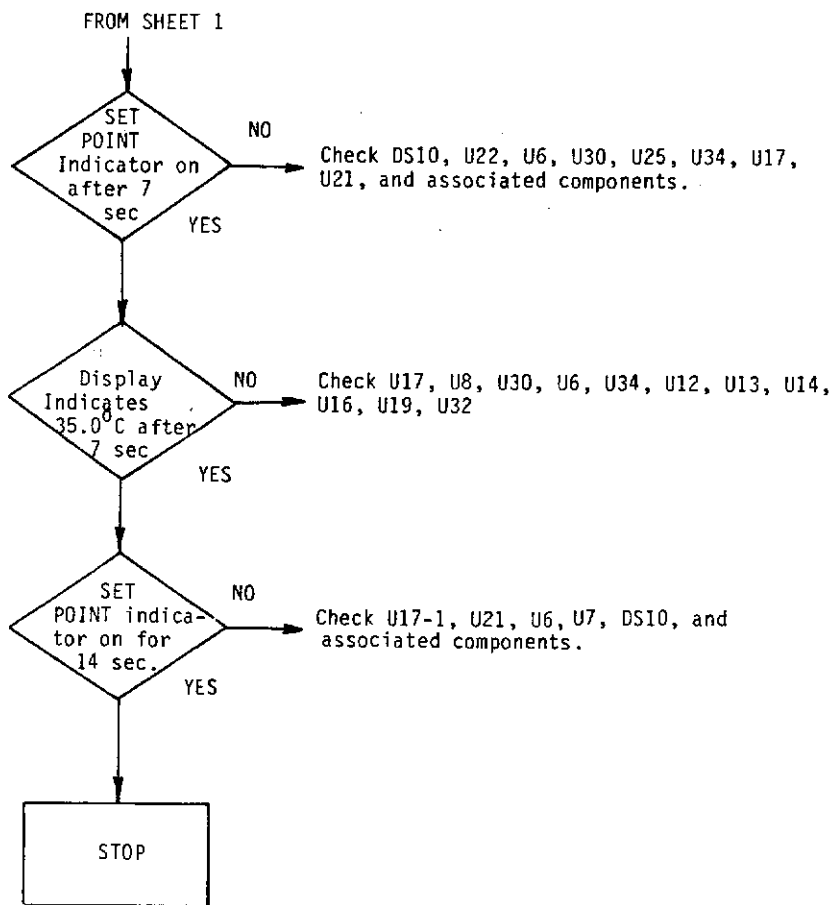 FROM SHEET 1
SET
POINT
Indicator on
after 7
sec
NO
Check DS10, U22, U6, U30, U25, U34, U17,
U21, and associated components.
YES
Display
Indicates
35.0°C after
7 sec
NO
Check U17, U8, U30, U6, U34, U12, U13, U14,
U16, U19, U32
YES
SET
POINT indica-
tor on for
14 sec.
NO
Check U17-1, U21, U6, U7, DS10, and
associated components.
YES
STOP